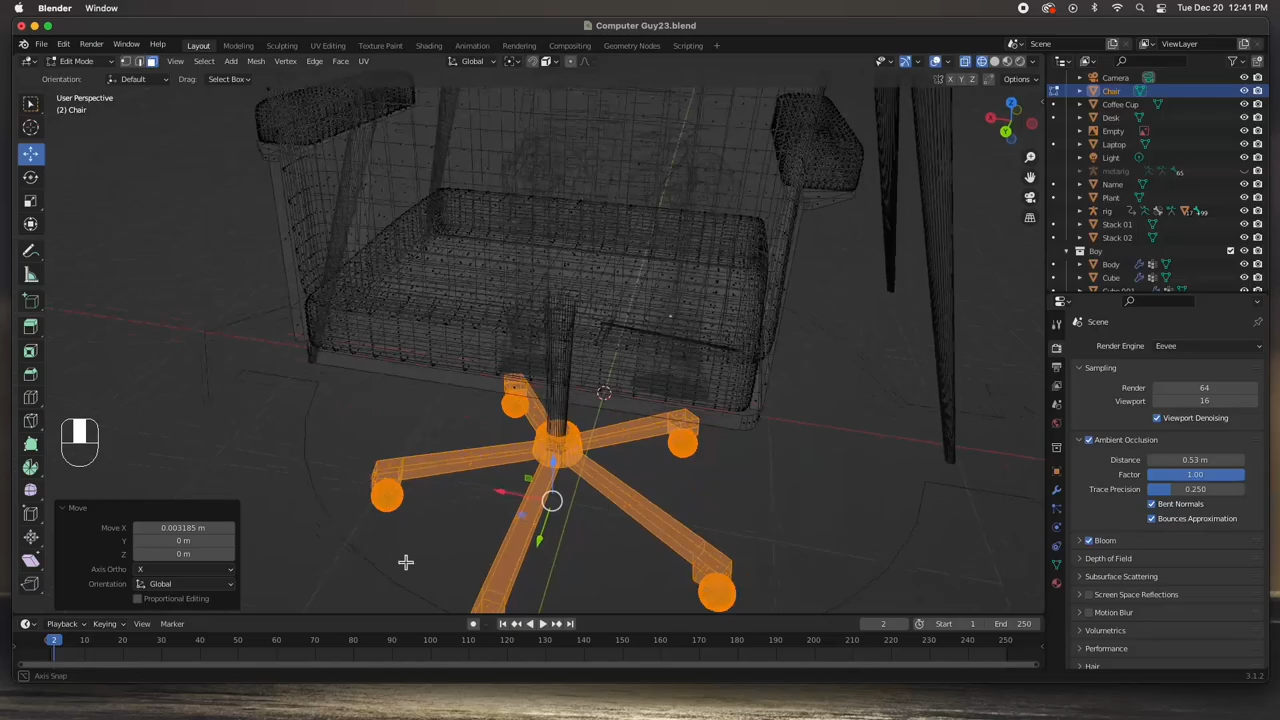 Blender Window
Tue Dec 20 12:41 PM
Computer Guy23.blend
File Edit Render Window Help
Layout Modeling Sculpting UV Editing Texture Paint Shading Animation Rendering Compositing Geometry Nodes Scripting +
Scene
ViewLayer
Edit Mode
View Select Add Mesh Vertex Edge Face UV
Global
Orientation: Default Drag: Select Box
X Y Z
Options
User Perspective
(2) Chair
Camera
Chair
Coffee Cup
Desk
Empty
Laptop
Light
metarig
65
Name
Plant
rig
17
99
Stack 01
Stack 02
Boy
Body
Cube
Z
X
Y
Scene
Render Engine Eevee
Sampling
Render 64
Viewport 16
Viewport Denoising
Ambient Occlusion
Distance 0.53 m
Factor 1.00
Trace Precision 0.250
Bent Normals
Bounces Approximation
Bloom
Depth of Field
Subsurface Scattering
Screen Space Reflections
Motion Blur
Volumetrics
Performance
Hair
Move
Move X 0.003185 m
Y 0 m
Z 0 m
Axis Ortho X
Orientation Global
Proportional Editing
Playback Keying View Marker
2
Start 1 End 250
2 10 20 30 40 50 60 70 80 90 100 110 120 130 140 150 160 170 180 190 200 210 220 230 240 250
Axis Snap
3.1.2